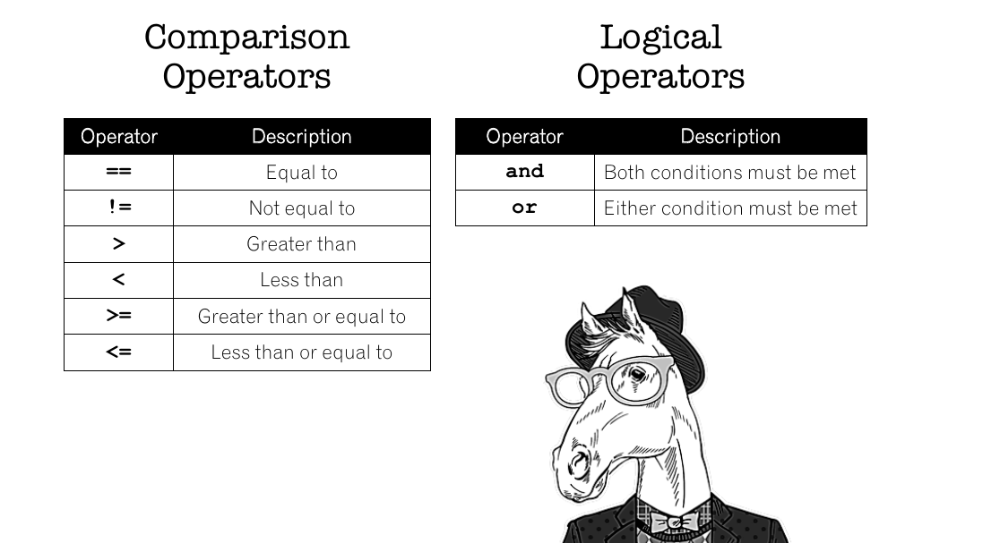 Comparison
Operators
Operator Description
== Equal to
!= Not equal to
> Greater than
< Less than
>= Greater than or equal to
<= Less than or equal to
Logical
Operators
Operator Description
and Both conditions must be met
or Either condition must be met